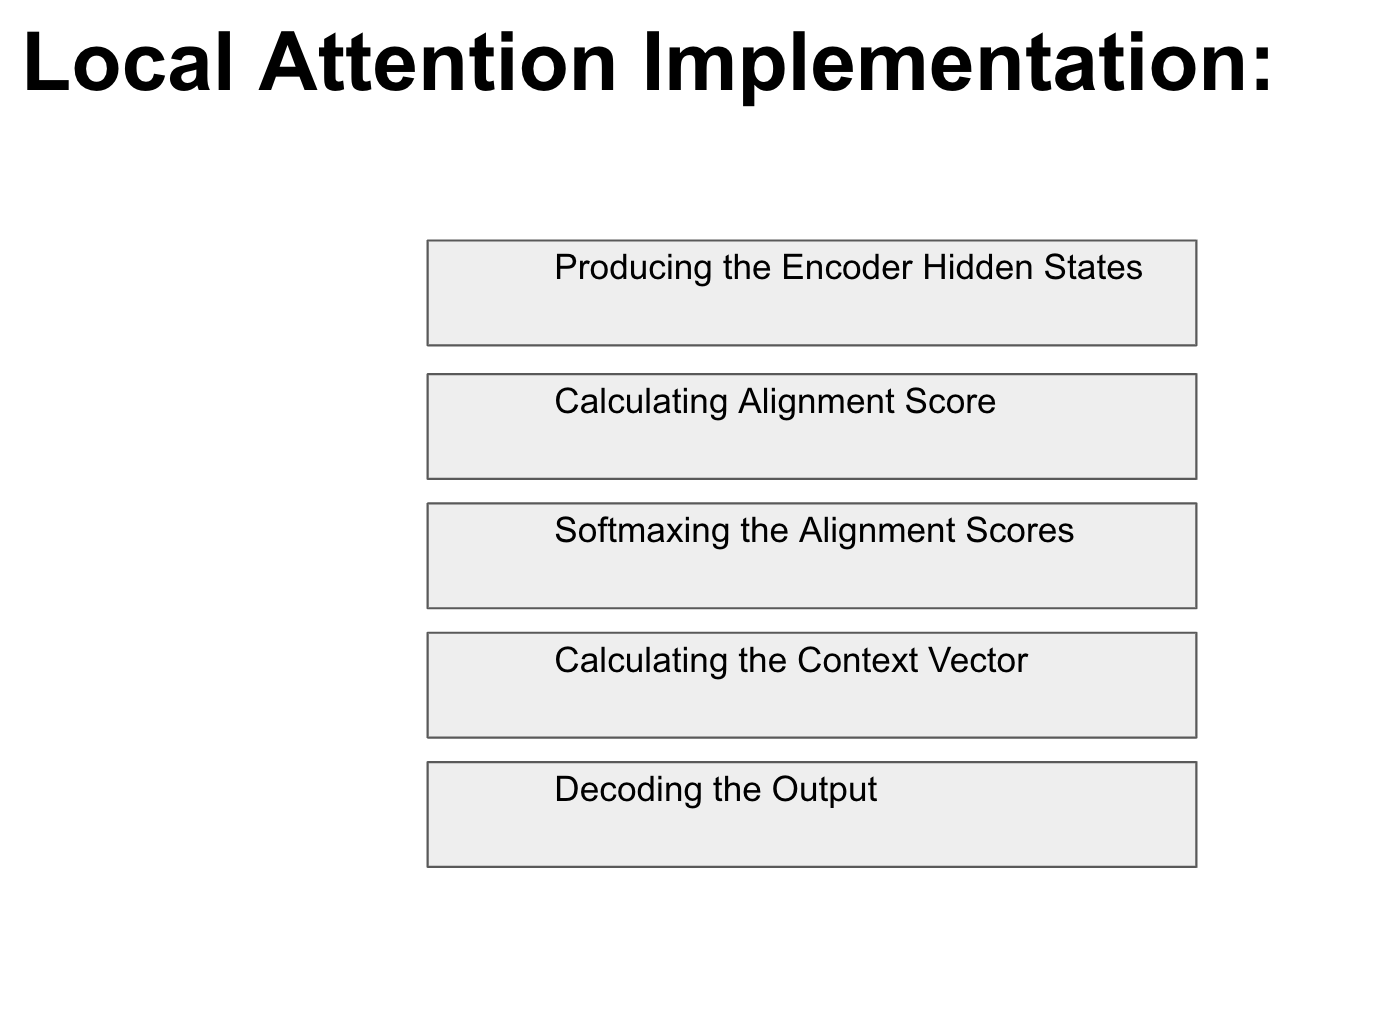 Local Attention Implementation:
Producing the Encoder Hidden States
Calculating Alignment Score
Softmaxing the Alignment Scores
Calculating the Context Vector
Decoding the Output